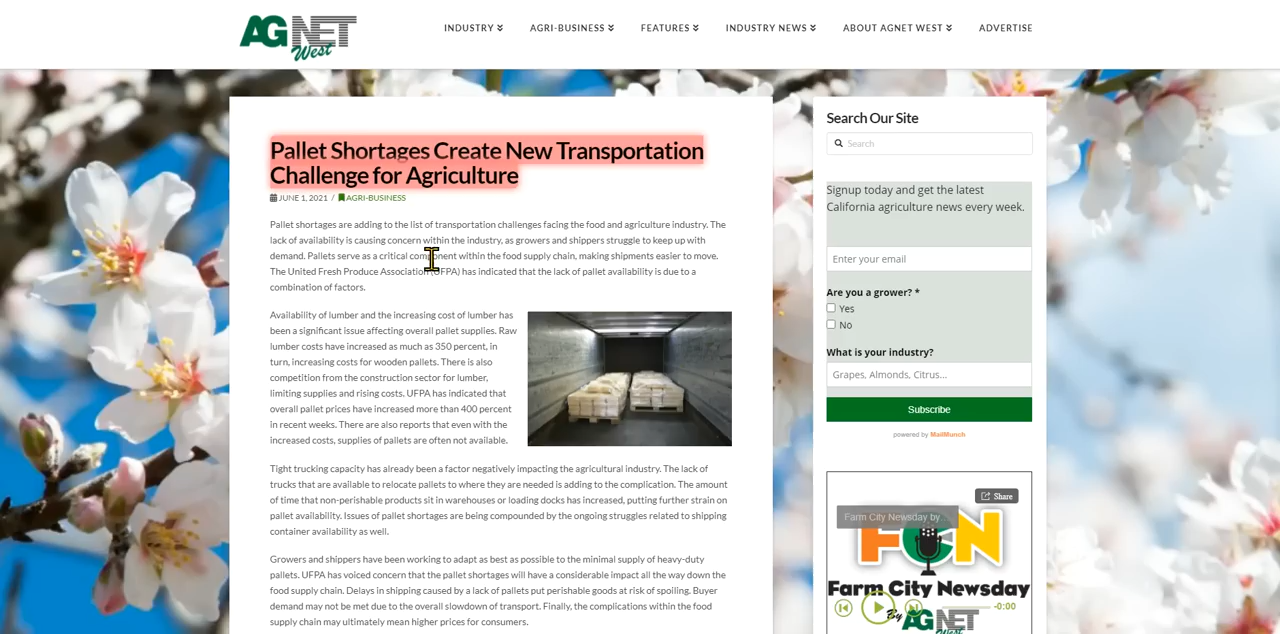 AGNET
West
INDUSTRY
AGRI-BUSINESS
FEATURES
INDUSTRY NEWS
ABOUT AGNET WEST
ADVERTISE
Pallet Shortages Create New Transportation
Challenge for Agriculture
JUNE 1, 2021 / AGRI-BUSINESS
Pallet shortages are adding to the list of transportation challenges facing the food and agriculture industry. The
lack of availability is causing concern within the industry, as growers and shippers struggle to keep up with
demand. Pallets serve as a critical component within the food supply chain, making shipments easier to move.
The United Fresh Produce Association (UFPA) has indicated that the lack of pallet availability is due to a
combination of factors.
Availability of lumber and the increasing cost of lumber has
been a significant issue affecting overall pallet supplies. Raw
lumber costs have increased as much as 350 percent, in
turn, increasing costs for wooden pallets. There is also
competition from the construction sector for lumber,
limiting supplies and rising costs. UFPA has indicated that
overall pallet prices have increased more than 400 percent
in recent weeks. There are also reports that even with the
increased costs, supplies of pallets are often not available.
Tight trucking capacity has already been a factor negatively impacting the agricultural industry. The lack of
trucks that are available to relocate pallets to where they are needed is adding to the complication. The amount
of time that non-perishable products sit in warehouses or loading docks has increased, putting further strain on
pallet availability. Issues of pallet shortages are being compounded by the ongoing struggles related to shipping
container availability as well.
Growers and shippers have been working to adapt as best as possible to the minimal supply of heavy-duty
pallets. UFPA has voiced concern that the pallet shortages will have a considerable impact all the way down the
food supply chain. Delays in shipping caused by a lack of pallets put perishable goods at risk of spoiling. Buyer
demand may not be met due to the overall slowdown of transport. Finally, the complications within the food
supply chain may ultimately mean higher prices for consumers.
Search Our Site
Search
Signup today and get the latest
California agriculture news every week.
Enter your email
Are you a grower? *
Yes
No
What is your industry?
Grapes, Almonds, Citrus...
Subscribe
powered by MailMunch
Share
Farm City Newsday by...
FCN
Farm City Newsday
-0:00
By AGNET
West